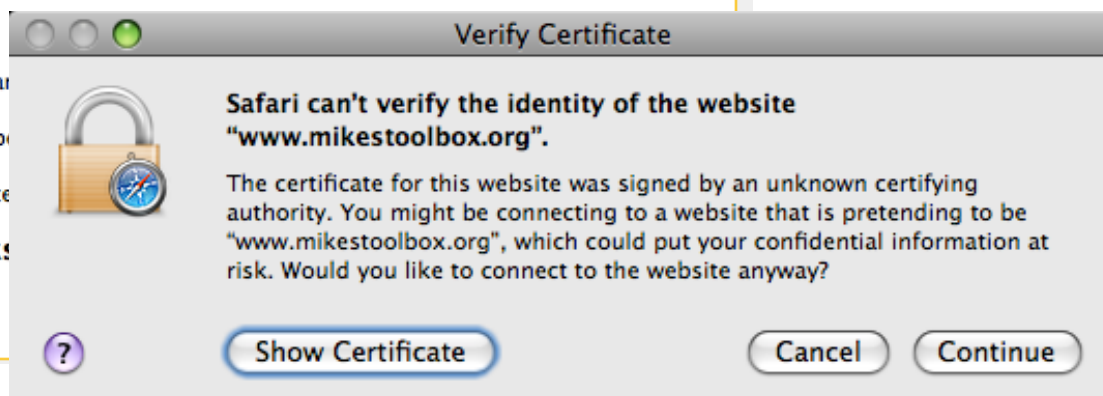 Verify Certificate
Safari can't verify the identity of the website
“www.mikestoolbox.org”.
The certificate for this website was signed by an unknown certifying
authority. You might be connecting to a website that is pretending to be
“www.mikestoolbox.org”, which could put your confidential information at
risk. Would you like to connect to the website anyway?
?
Show Certificate
Cancel
Continue